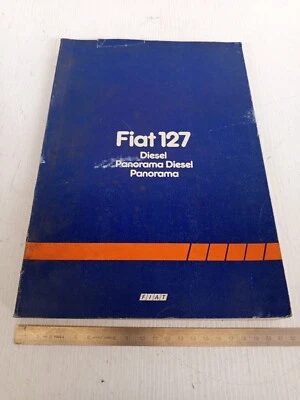 Fiat 127
Diesel
Panorama Diesel
Panorama
FIAT